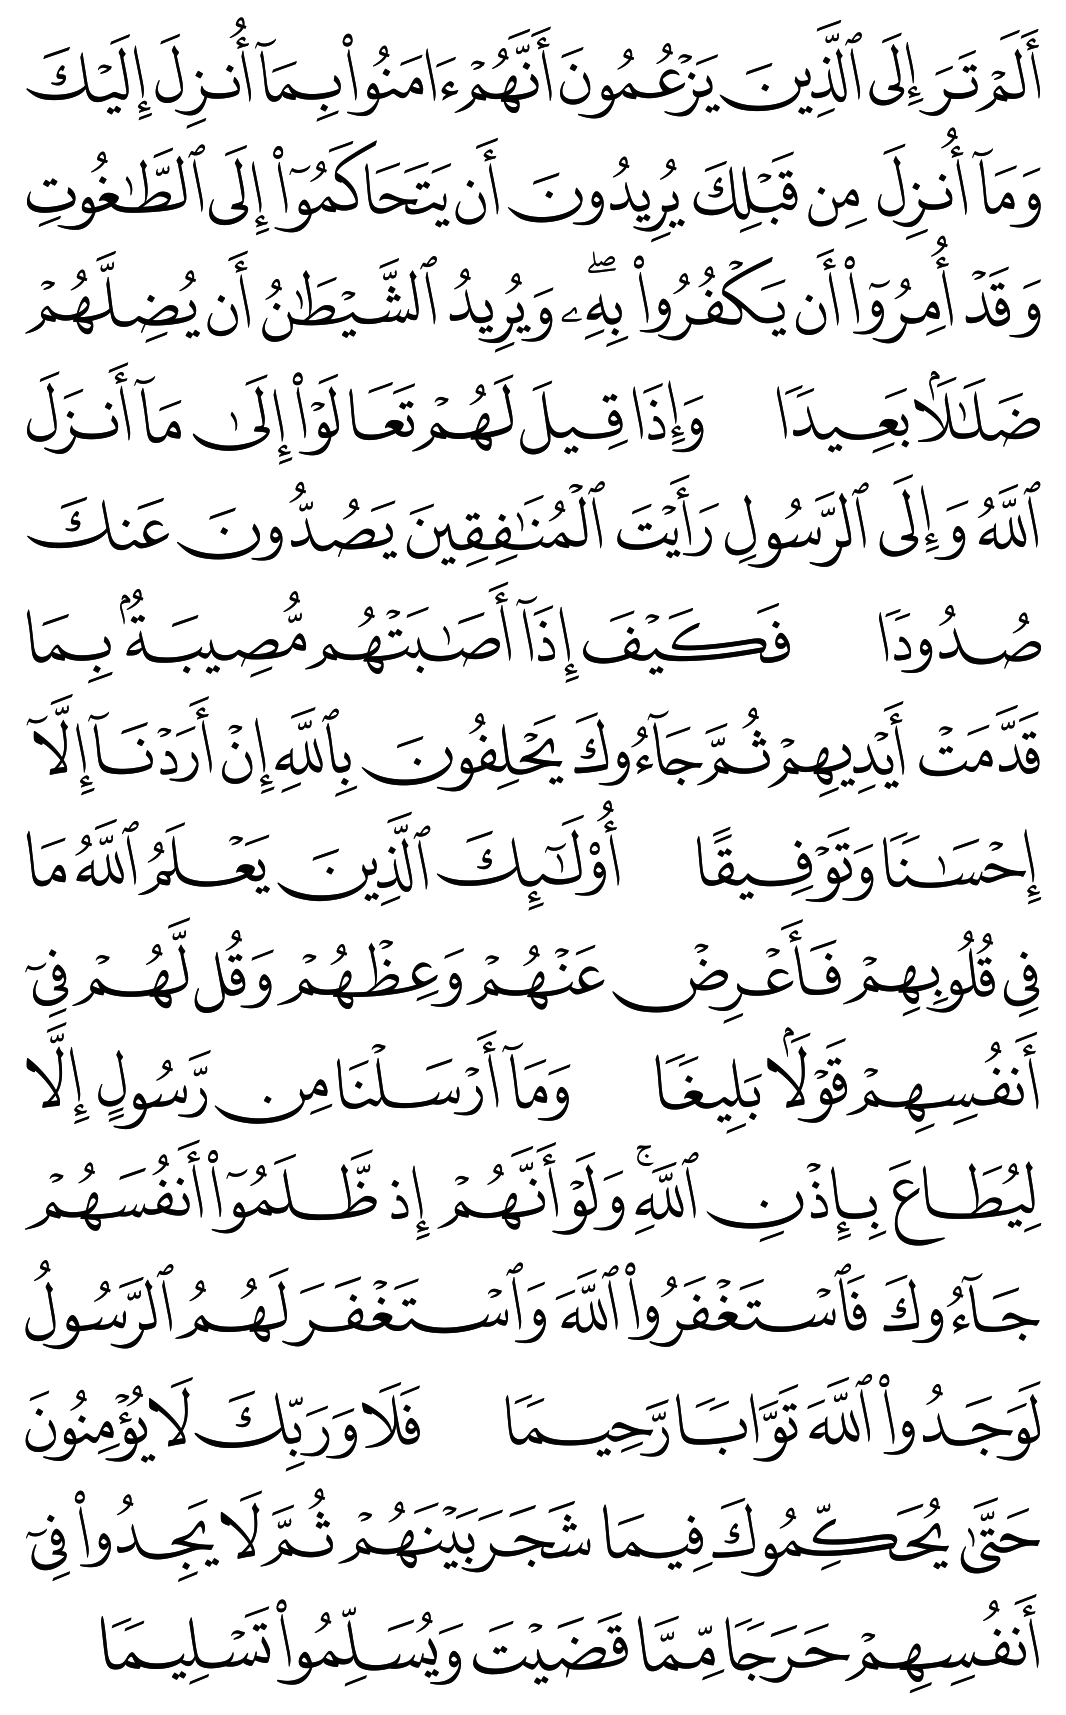 أَلَمْ تَرَ إِلَى ٱلَّذِينَ يَزْعُمُونَ أَنَّهُمْ ءَامَنُوا۟ بِمَآ أُنزِلَ إِلَيْكَ
وَمَآ أُنزِلَ مِن قَبْلِكَ يُرِيدُونَ أَن يَتَحَاكَمُوٓا۟ إِلَى ٱلطَّـٰغُوتِ
وَقَدْ أُمِرُوٓا۟ أَن يَكْفُرُوا۟ بِهِۦۖ وَيُرِيدُ ٱلشَّيْطَـٰنُ أَن يُضِلَّهُمْ
ضَلَـٰلًۢا بَعِيدًا وَإِذَا قِيلَ لَهُمْ تَعَالَوْا۟ إِلَىٰ مَآ أَنزَلَ
ٱللَّهُ وَإِلَى ٱلرَّسُولِ رَأَيْتَ ٱلْمُنَـٰفِقِينَ يَصُدُّونَ عَنكَ
صُدُودًا فَكَيْفَ إِذَآ أَصَـٰبَتْهُم مُّصِيبَةٌۢ بِمَا
قَدَّمَتْ أَيْدِيهِمْ ثُمَّ جَآءُوكَ يَحْلِفُونَ بِٱللَّهِ إِنْ أَرَدْنَآ إِلَّآ
إِحْسَـٰنًا وَتَوْفِيقًا أُو۟لَـٰٓئِكَ ٱلَّذِينَ يَعْلَمُ ٱللَّهُ مَا
فِى قُلُوبِهِمْ فَأَعْرِضْ عَنْهُمْ وَعِظْهُمْ وَقُل لَّهُمْ فِىٓ
أَنفُسِهِمْ قَوْلًۢا بَلِيغًا وَمَآ أَرْسَلْنَا مِن رَّسُولٍ إِلَّا
لِيُطَاعَ بِإِذْنِ ٱللَّهِۚ وَلَوْ أَنَّهُمْ إِذ ظَّلَمُوٓا۟ أَنفُسَهُمْ
جَآءُوكَ فَٱسْتَغْفَرُوا۟ ٱللَّهَ وَٱسْتَغْفَرَ لَهُمُ ٱلرَّسُولُ
لَوَجَدُوا۟ ٱللَّهَ تَوَّابًا رَّحِيمًا فَلَا وَرَبِّكَ لَا يُؤْمِنُونَ
حَتَّىٰ يُحَكِّمُوكَ فِيمَا شَجَرَ بَيْنَهُمْ ثُمَّ لَا يَجِدُوا۟ فِىٓ
أَنفُسِهِمْ حَرَجًا مِّمَّا قَضَيْتَ وَيُسَلِّمُوا۟ تَسْلِيمًا